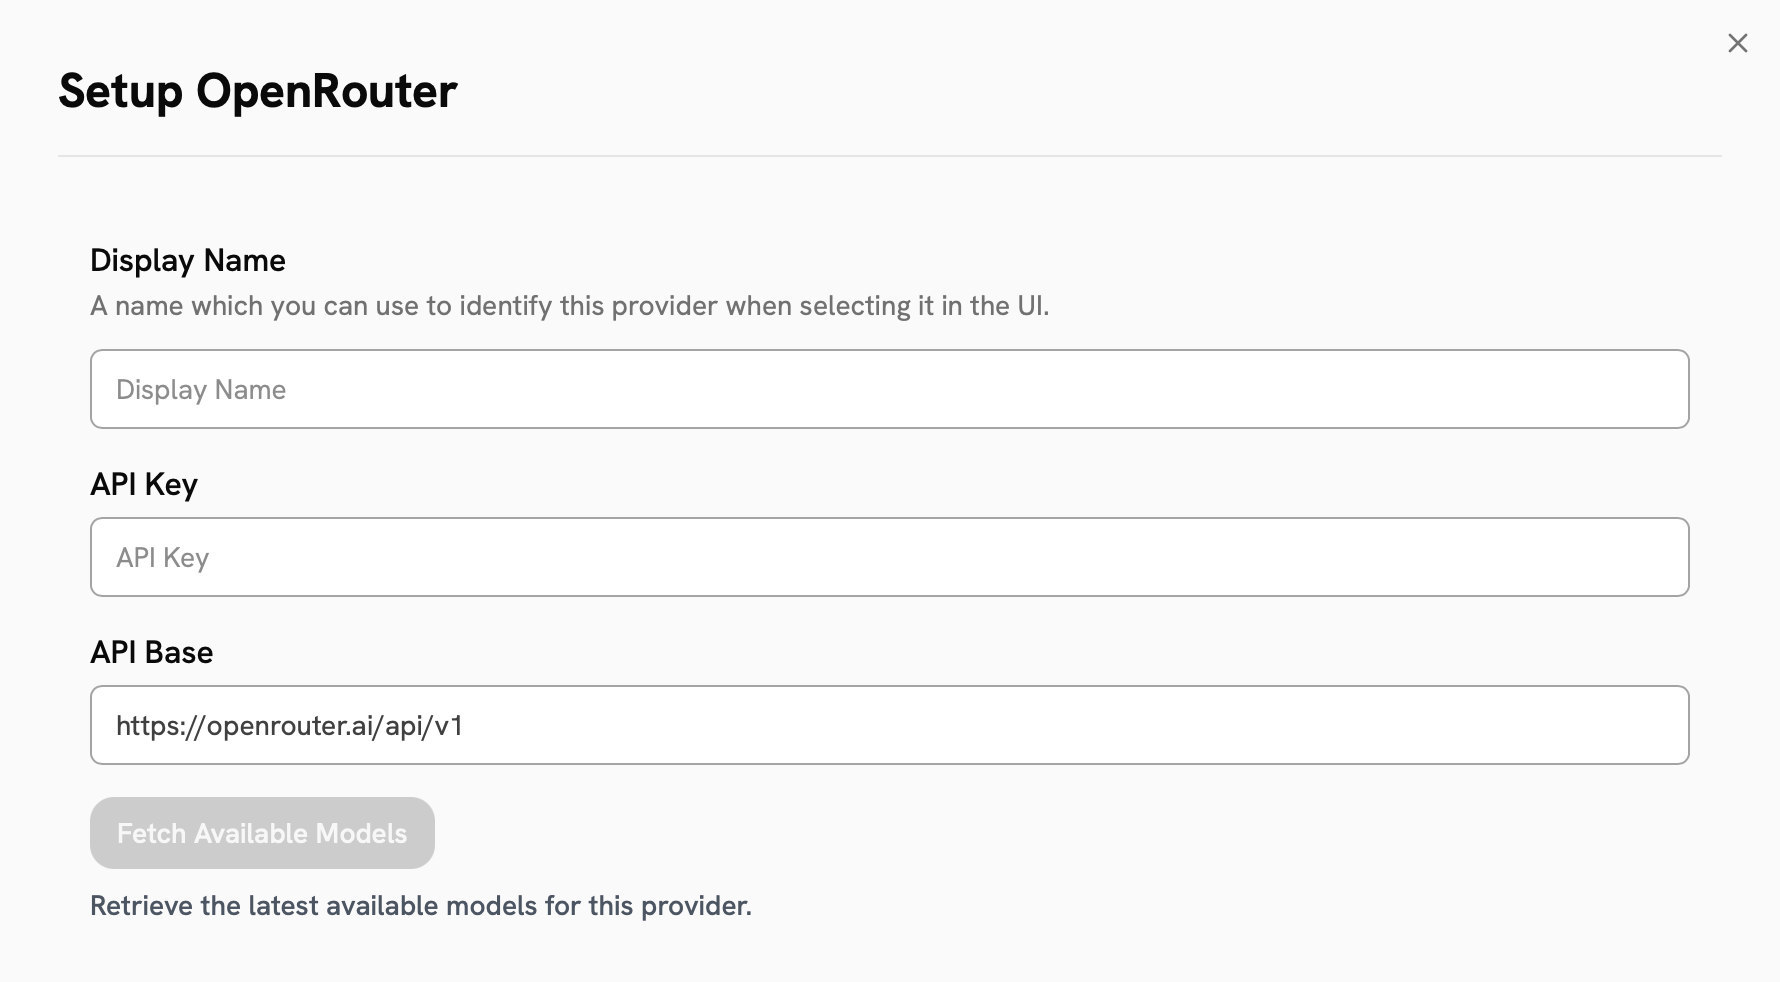 Setup OpenRouter
Display Name
A name which you can use to identify this provider when selecting it in the UI.
Display Name
API Key
API Key
API Base
https://openrouter.ai/api/v1
Fetch Available Models
Retrieve the latest available models for this provider.